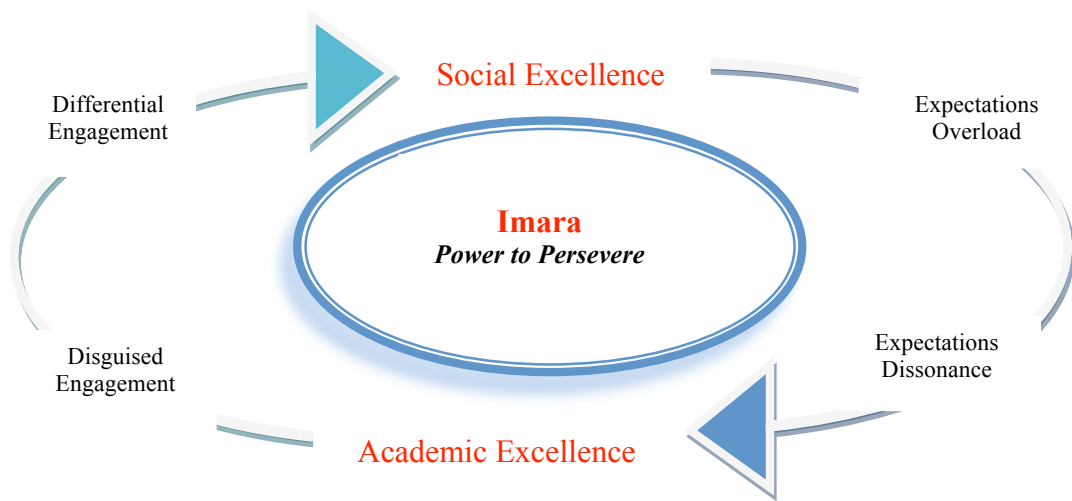 Social Excellence
Differential
Engagement
Expectations
Overload
Imara
Power to Persevere
Disguised
Engagement
Expectations
Dissonance
Academic Excellence